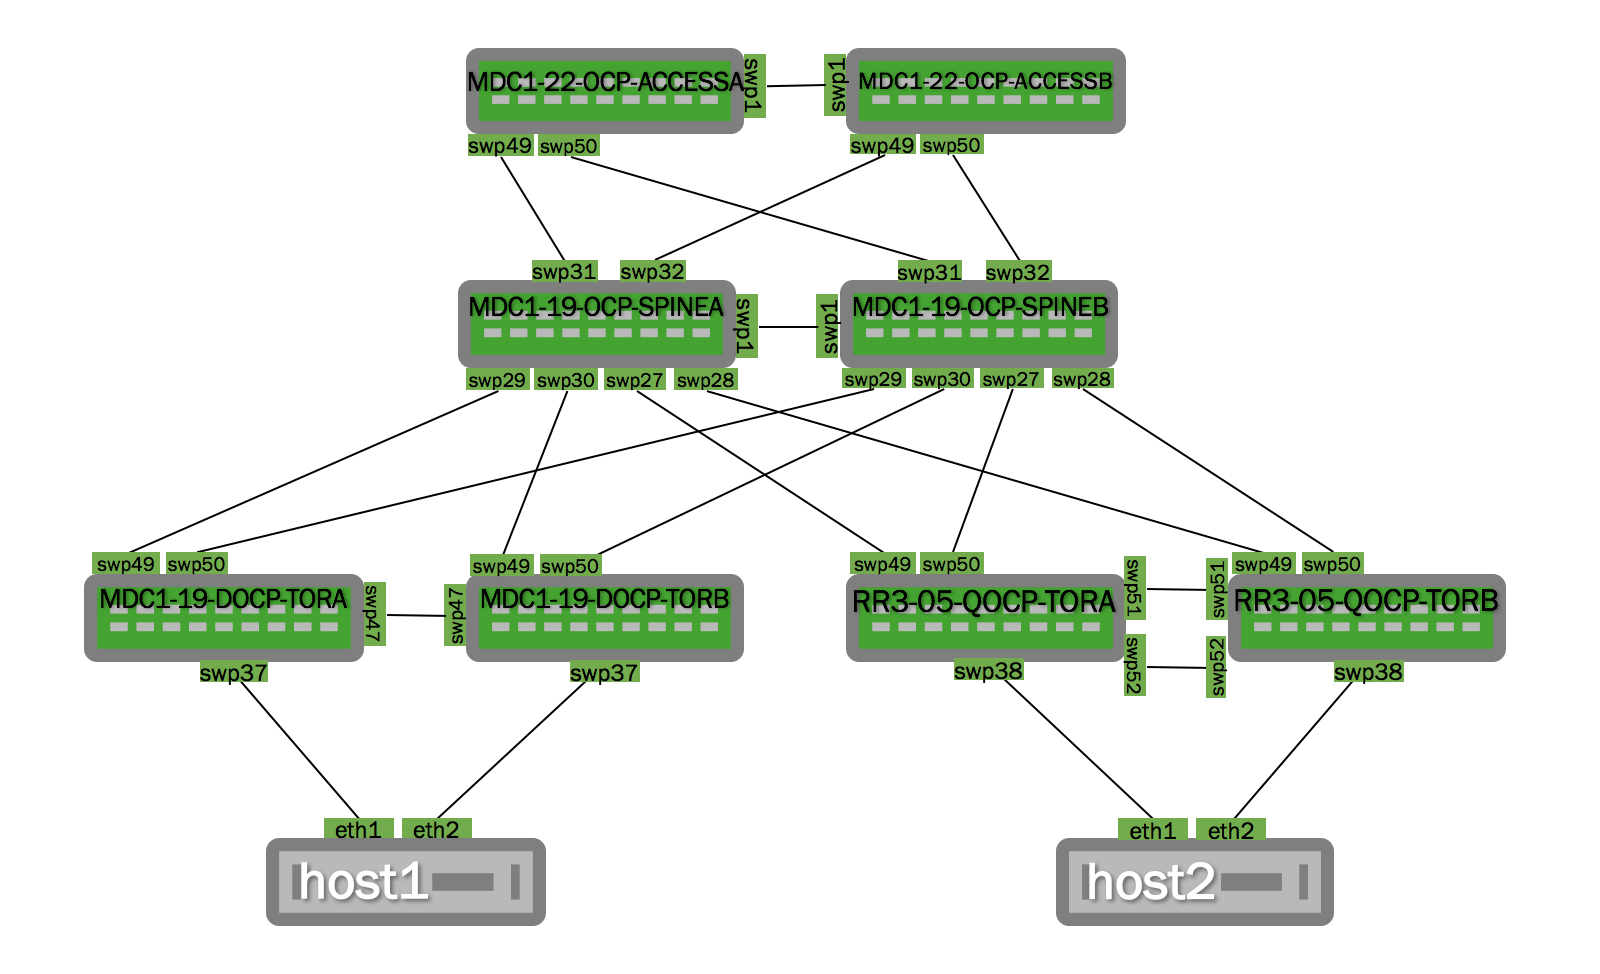 MDC1-22-OCP-ACCESSA
swp1
swp1
MDC1-22-OCP-ACCESSB
swp49
swp50
swp49
swp50
swp31
swp32
swp31
swp32
MDC1-19-OCP-SPINEA
swp1
swp1
MDC1-19-OCP-SPINEB
swp29
swp30
swp27
swp28
swp29
swp30
swp27
swp28
swp49
swp50
swp49
swp50
swp49
swp50
swp49
swp50
MDC1-19-DOCP-TORA
swp47
swp47
MDC1-19-DOCP-TORB
RR3-05-QOCP-TORA
swp51
swp51
RR3-05-QOCP-TORB
swp52
swp52
swp37
swp37
swp38
swp38
eth1
eth2
eth1
eth2
host1
host2